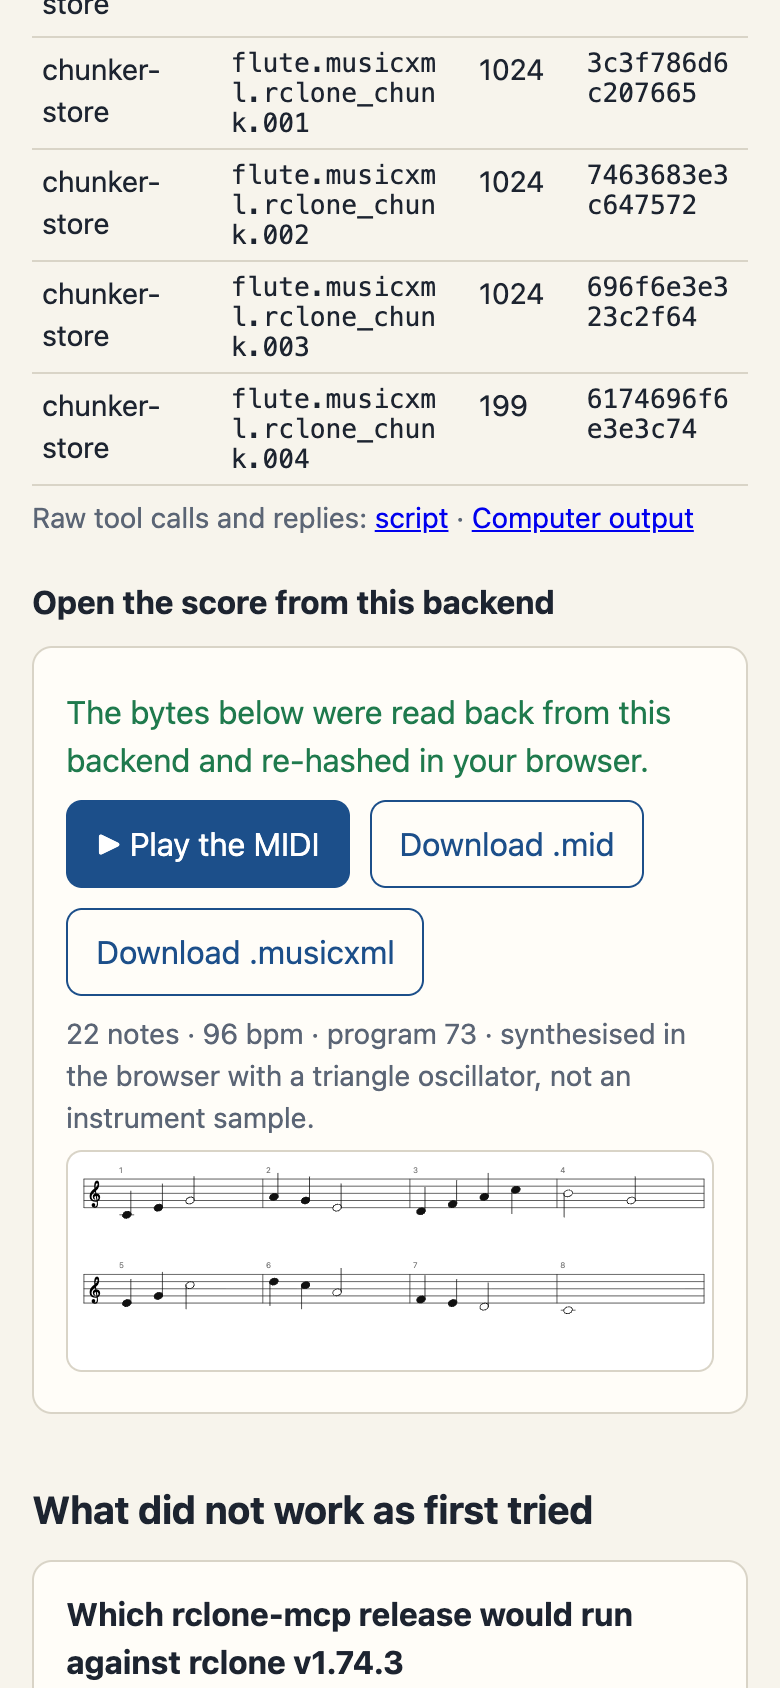 store
chunker-
store
flute.musicxm
l.rclone_chun
k.001
1024
3c3f786d6
c207665
chunker-
store
flute.musicxm
l.rclone_chun
k.002
1024
7463683e3
c647572
chunker-
store
flute.musicxm
l.rclone_chun
k.003
1024
696f6e3e3
23c2f64
chunker-
store
flute.musicxm
l.rclone_chun
k.004
199
6174696f6
e3e3c74
Raw tool calls and replies: script · Computer output
Open the score from this backend
The bytes below were read back from this
backend and re-hashed in your browser.
▶ Play the MIDI
Download .mid
Download .musicxml
22 notes · 96 bpm · program 73 · synthesised in
the browser with a triangle oscillator, not an
instrument sample.
1 2 3 4
5 6 7 8
What did not work as first tried
Which rclone-mcp release would run
against rclone v1.74.3